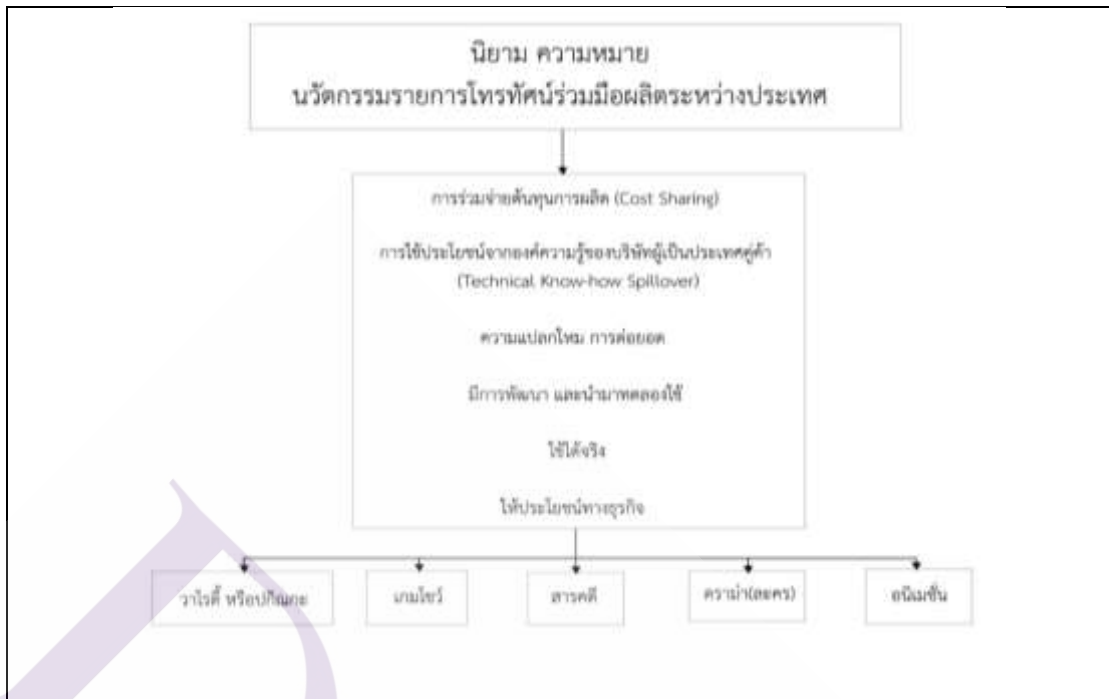 นิยาม ความหมาย
นวัตกรรมรายการโทรทัศน์ร่วมมือผลิตระหว่างประเทศ
การร่วมจ่ายต้นทุนการผลิต (Cost Sharing)
การใช้ประโยชน์จากองค์ความรู้ของบริษัทผู้เป็นประเทศคู่ค้า
(Technical Know-how Spillover)
ความแปลกใหม่ การต่อยอด
มีการพัฒนา และนำมาทดลองใช้
ใช้ได้จริง
ให้ประโยชน์ทางธุรกิจ
วาไรตี้ หรือปกิณกะ
เกมโชว์
สารคดี
ดราม่า(ละคร)
อนิเมชั่น